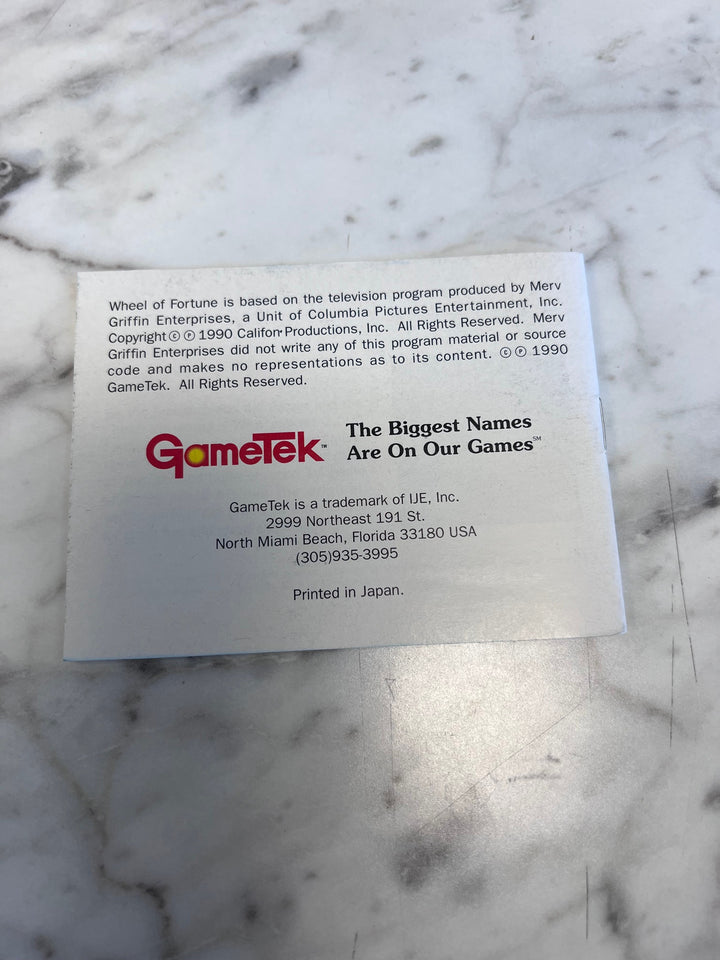 Wheel of Fortune is based on the television program produced by Merv
Griffin Enterprises, a Unit of Columbia Pictures Entertainment, Inc.
Copyright © ℗ 1990 Califon Productions, Inc. All Rights Reserved. Merv
Griffin Enterprises did not write any of this program material or source
code and makes no representations as to its content. © ℗ 1990
GameTek. All Rights Reserved.
GameTek™
The Biggest Names
Are On Our Games℠
GameTek is a trademark of IJE, Inc.
2999 Northeast 191 St.
North Miami Beach, Florida 33180 USA
(305)935-3995
Printed in Japan.